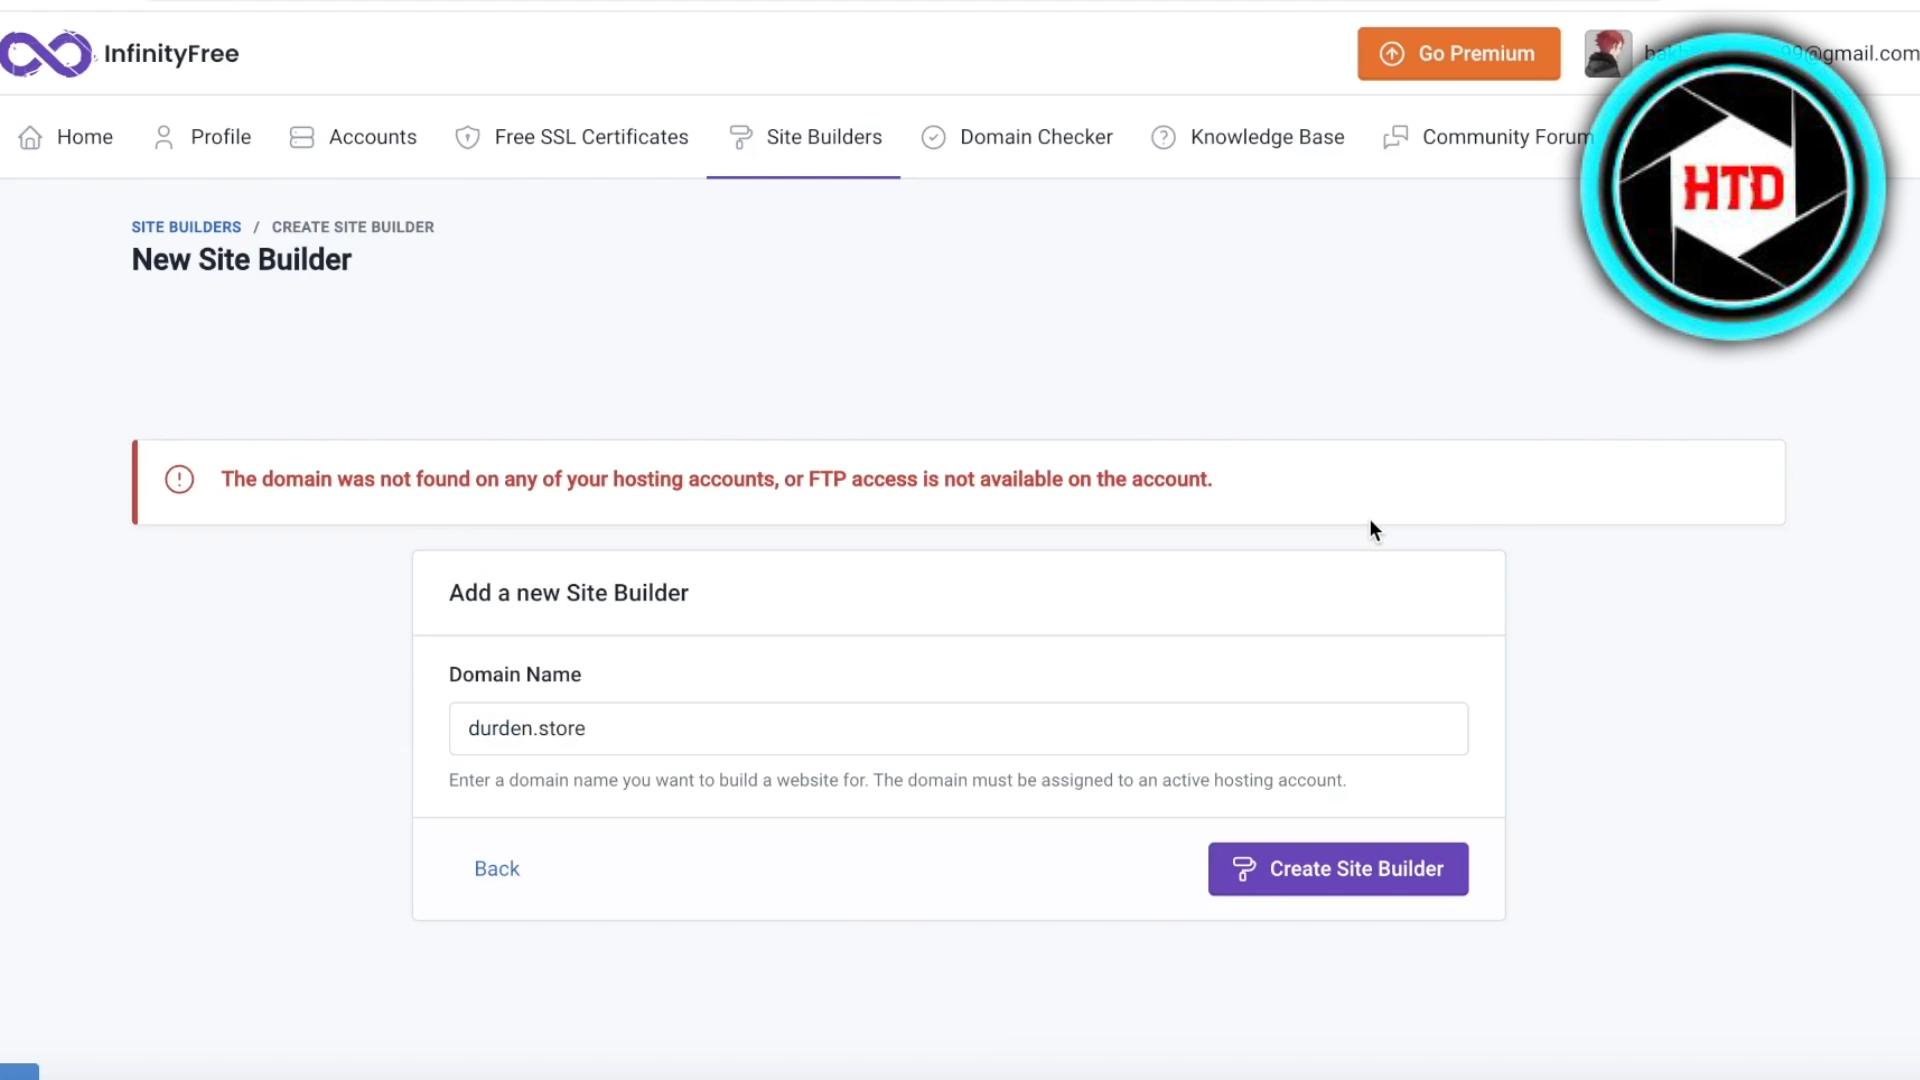 InfinityFree
Go Premium
@gmail.com
Home
Profile
Accounts
Free SSL Certificates
Site Builders
Domain Checker
Knowledge Base
Community Forum
HTD
SITE BUILDERS / CREATE SITE BUILDER
New Site Builder
The domain was not found on any of your hosting accounts, or FTP access is not available on the account.
Add a new Site Builder
Domain Name
durden.store
Enter a domain name you want to build a website for. The domain must be assigned to an active hosting account.
Back
Create Site Builder